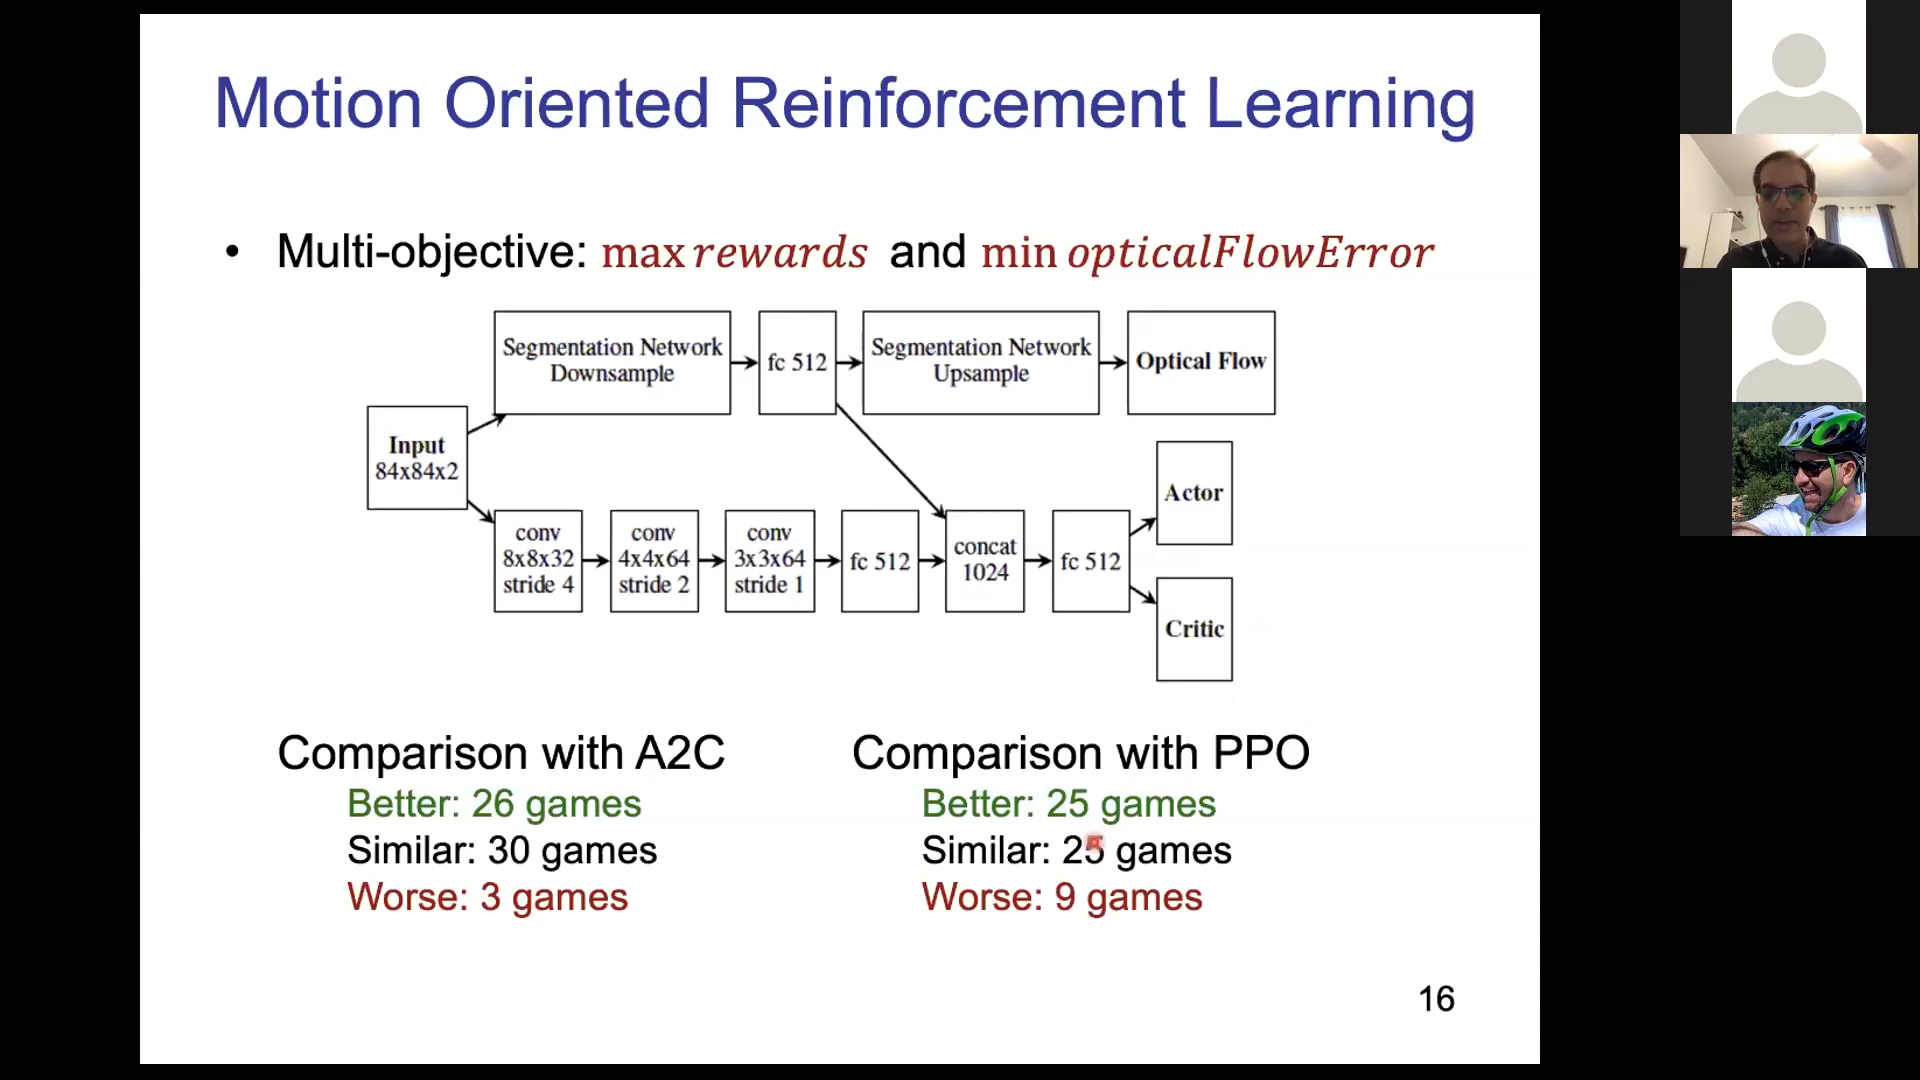 Motion Oriented Reinforcement Learning
• Multi-objective: max rewards and min opticalFlowError
Segmentation Network
Downsample
fc 512
Segmentation Network
Upsample
Optical Flow
Input
84x84x2
conv
8x8x32
stride 4
conv
4x4x64
stride 2
conv
3x3x64
stride 1
fc 512
concat
1024
fc 512
Actor
Critic
Comparison with A2C
Better: 26 games
Similar: 30 games
Worse: 3 games
Comparison with PPO
Better: 25 games
Similar: 25 games
Worse: 9 games
16